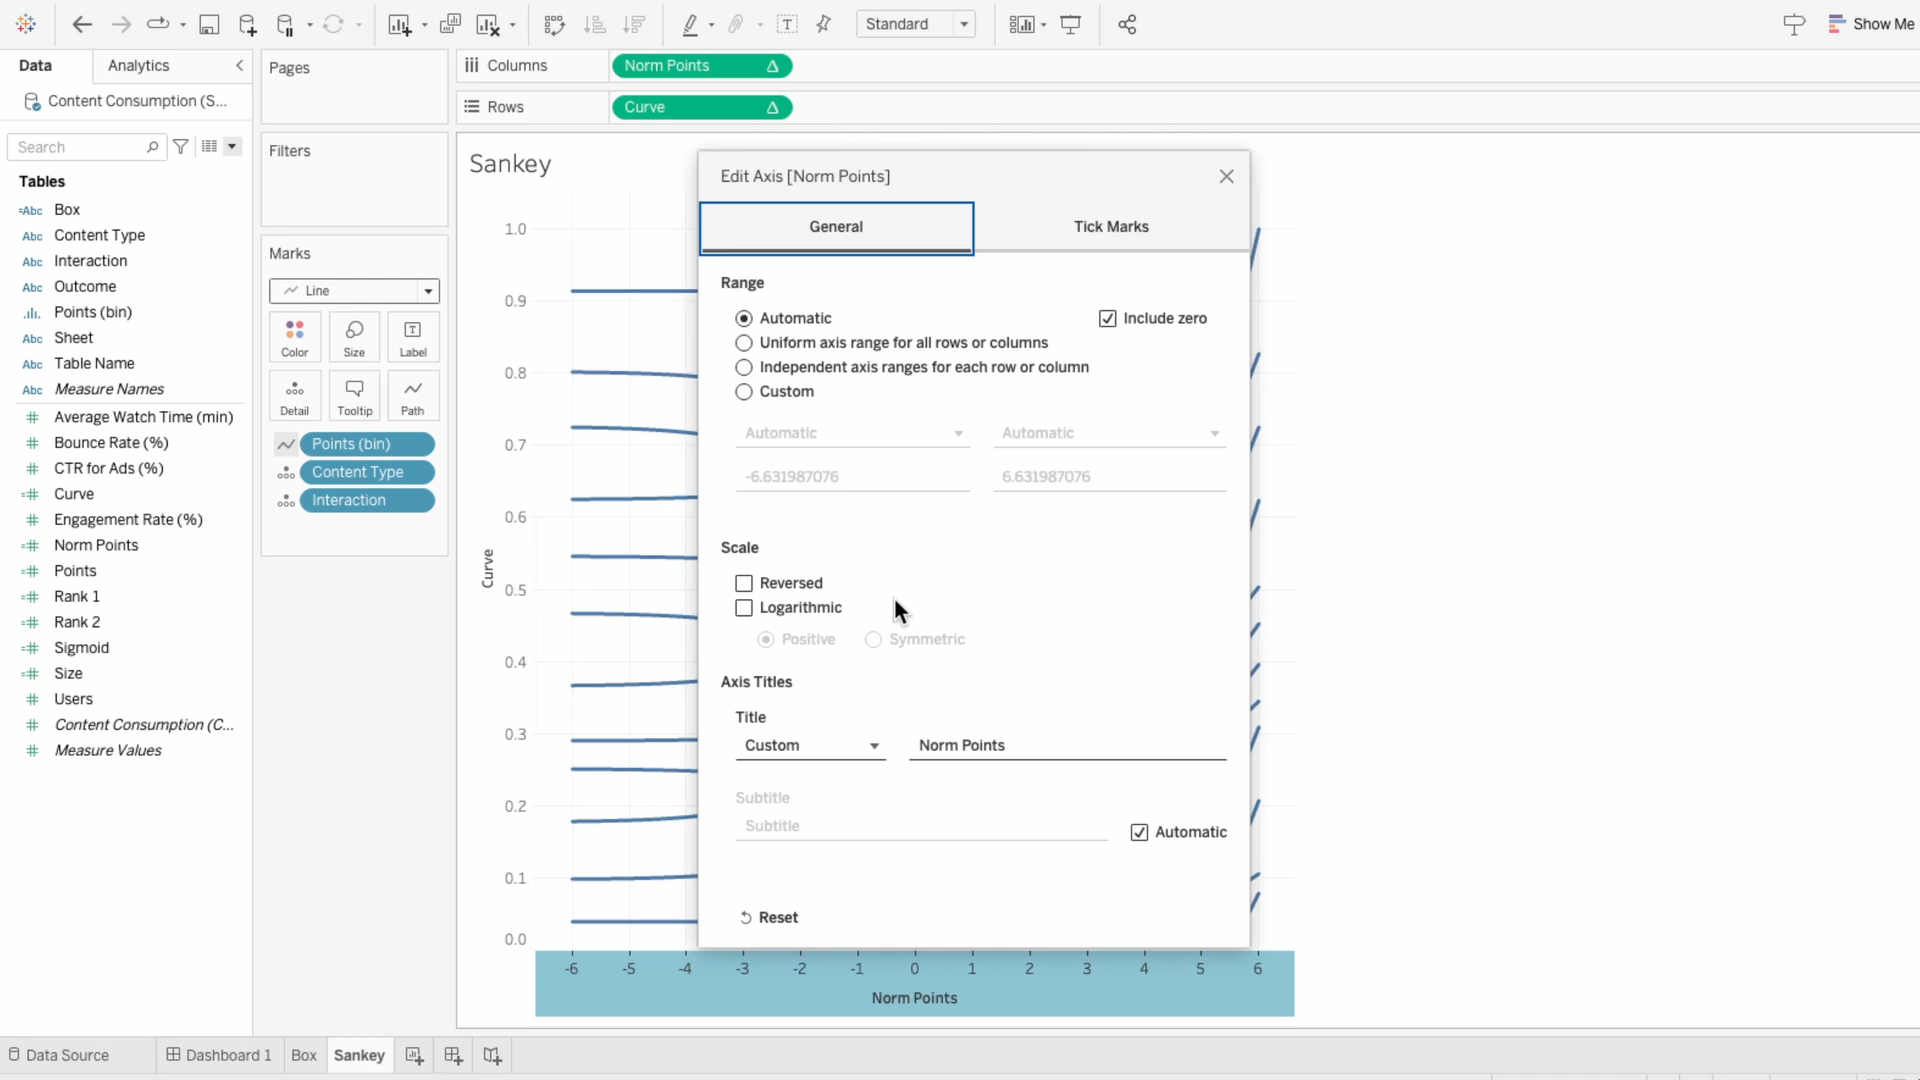 Standard
Show Me
Data
Analytics
Content Consumption (S...
Search
Tables
Abc Box
Abc Content Type
Abc Interaction
Abc Outcome
Points (bin)
Abc Sheet
Abc Table Name
Abc Measure Names
Average Watch Time (min)
Bounce Rate (%)
CTR for Ads (%)
Curve
Engagement Rate (%)
Norm Points
Points
Rank 1
Rank 2
Sigmoid
Size
Users
Content Consumption (C...
Measure Values
Pages
Filters
Marks
Line
Color
Size
Label
Detail
Tooltip
Path
Points (bin)
Content Type
Interaction
Columns
Norm Points
Rows
Curve
Sankey
1.0
0.9
0.8
0.7
0.6
0.5
0.4
0.3
0.2
0.1
0.0
Curve
-6 -5 -4 -3 -2 -1 0 1 2 3 4 5 6
Norm Points
Edit Axis [Norm Points]
General
Tick Marks
Range
Automatic
Include zero
Uniform axis range for all rows or columns
Independent axis ranges for each row or column
Custom
Automatic
Automatic
-6.631987076
6.631987076
Scale
Reversed
Logarithmic
Positive
Symmetric
Axis Titles
Title
Custom
Norm Points
Subtitle
Subtitle
Automatic
Reset
Data Source
Dashboard 1
Box
Sankey